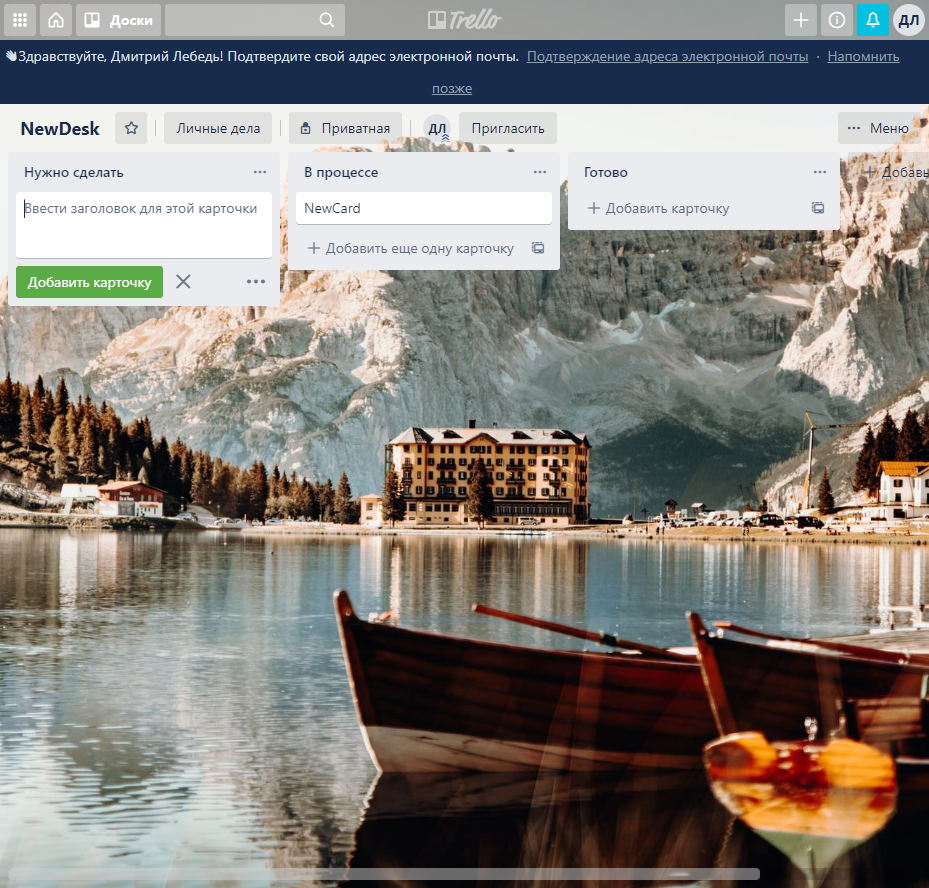 Доски
Trello
ДЛ
👋Здравствуйте, Дмитрий Лебедь! Подтвердите свой адрес электронной почты. Подтверждение адреса электронной почты · Напомнить
позже
NewDesk
Личные дела
Приватная
ДЛ
Пригласить
Меню
Нужно сделать
Ввести заголовок для этой карточки
Добавить карточку
В процессе
NewCard
Добавить еще одну карточку
Готово
Добавить карточку
Добавь